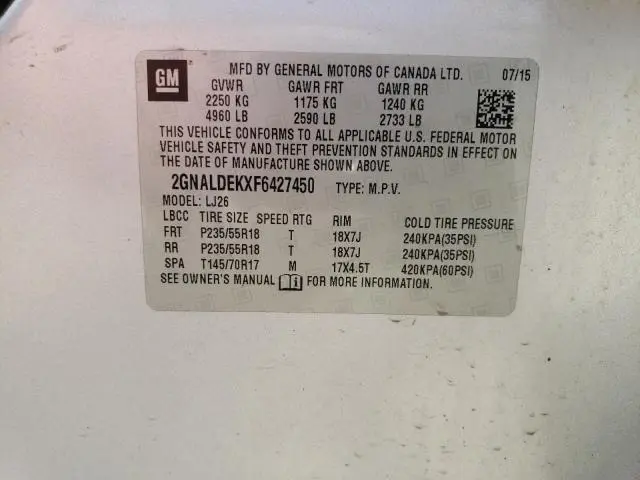 GM
MFD BY GENERAL MOTORS OF CANADA LTD. 07/15
GVWR GAWR FRT GAWR RR
2250 KG 1175 KG 1240 KG
4960 LB 2590 LB 2733 LB
THIS VEHICLE CONFORMS TO ALL APPLICABLE U.S. FEDERAL MOTOR
VEHICLE SAFETY AND THEFT PREVENTION STANDARDS IN EFFECT ON
THE DATE OF MANUFACTURE SHOWN ABOVE.
2GNALDEKXF6427450 TYPE: M.P.V.
MODEL: LJ26
LBCC TIRE SIZE SPEED RTG RIM COLD TIRE PRESSURE
FRT P235/55R18 T 18X7J 240KPA(35PSI)
RR P235/55R18 T 18X7J 240KPA(35PSI)
SPA T145/70R17 M 17X4.5T 420KPA(60PSI)
SEE OWNER'S MANUAL FOR MORE INFORMATION.